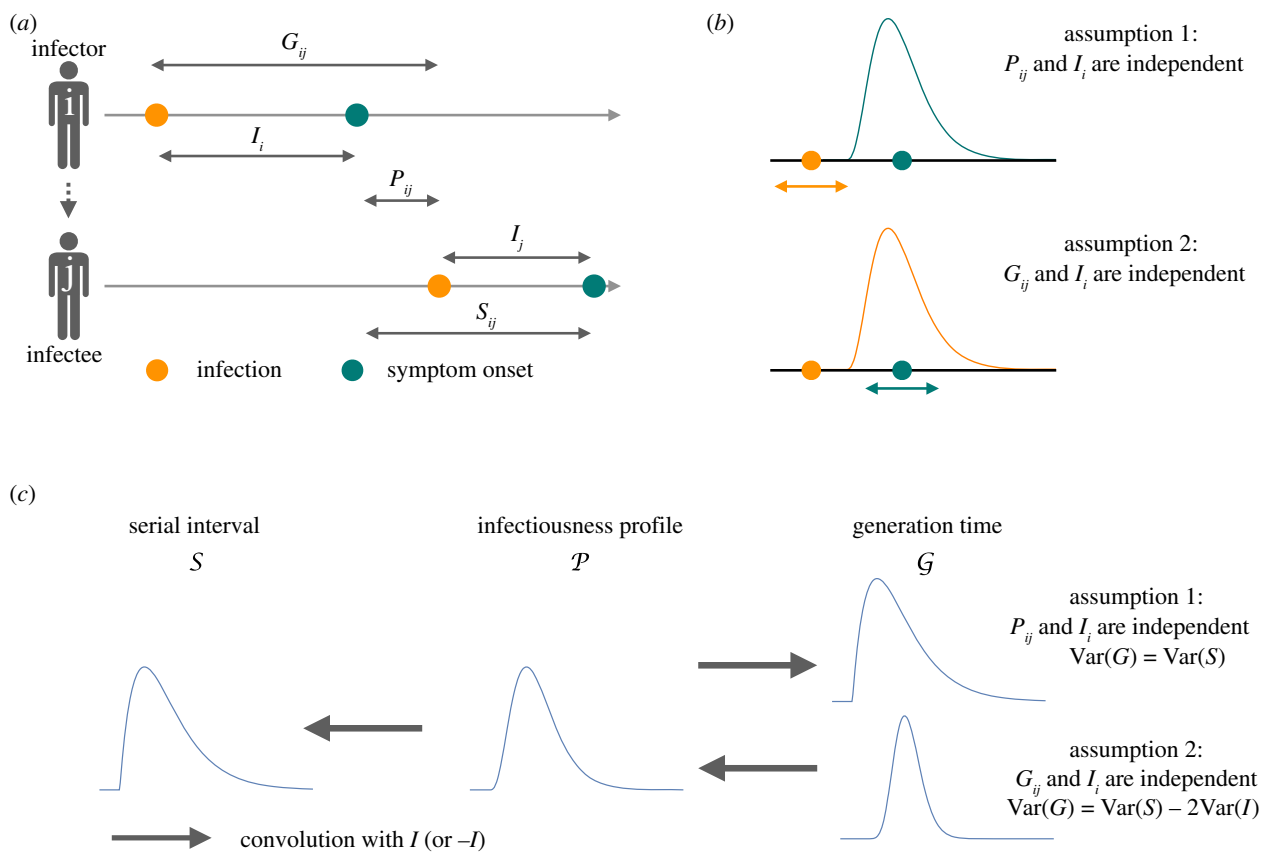 (a)
infector
G_ij
i
I_i
P_ij
I_j
j
S_ij
infectee
infection
symptom onset
(b)
assumption 1:
P_ij and I_i are independent
assumption 2:
G_ij and I_i are independent
(c)
serial interval
S
infectiousness profile
P
generation time
G
assumption 1:
P_ij and I_i are independent
Var(G) = Var(S)
assumption 2:
G_ij and I_i are independent
Var(G) = Var(S) – 2Var(I)
convolution with I (or –I)